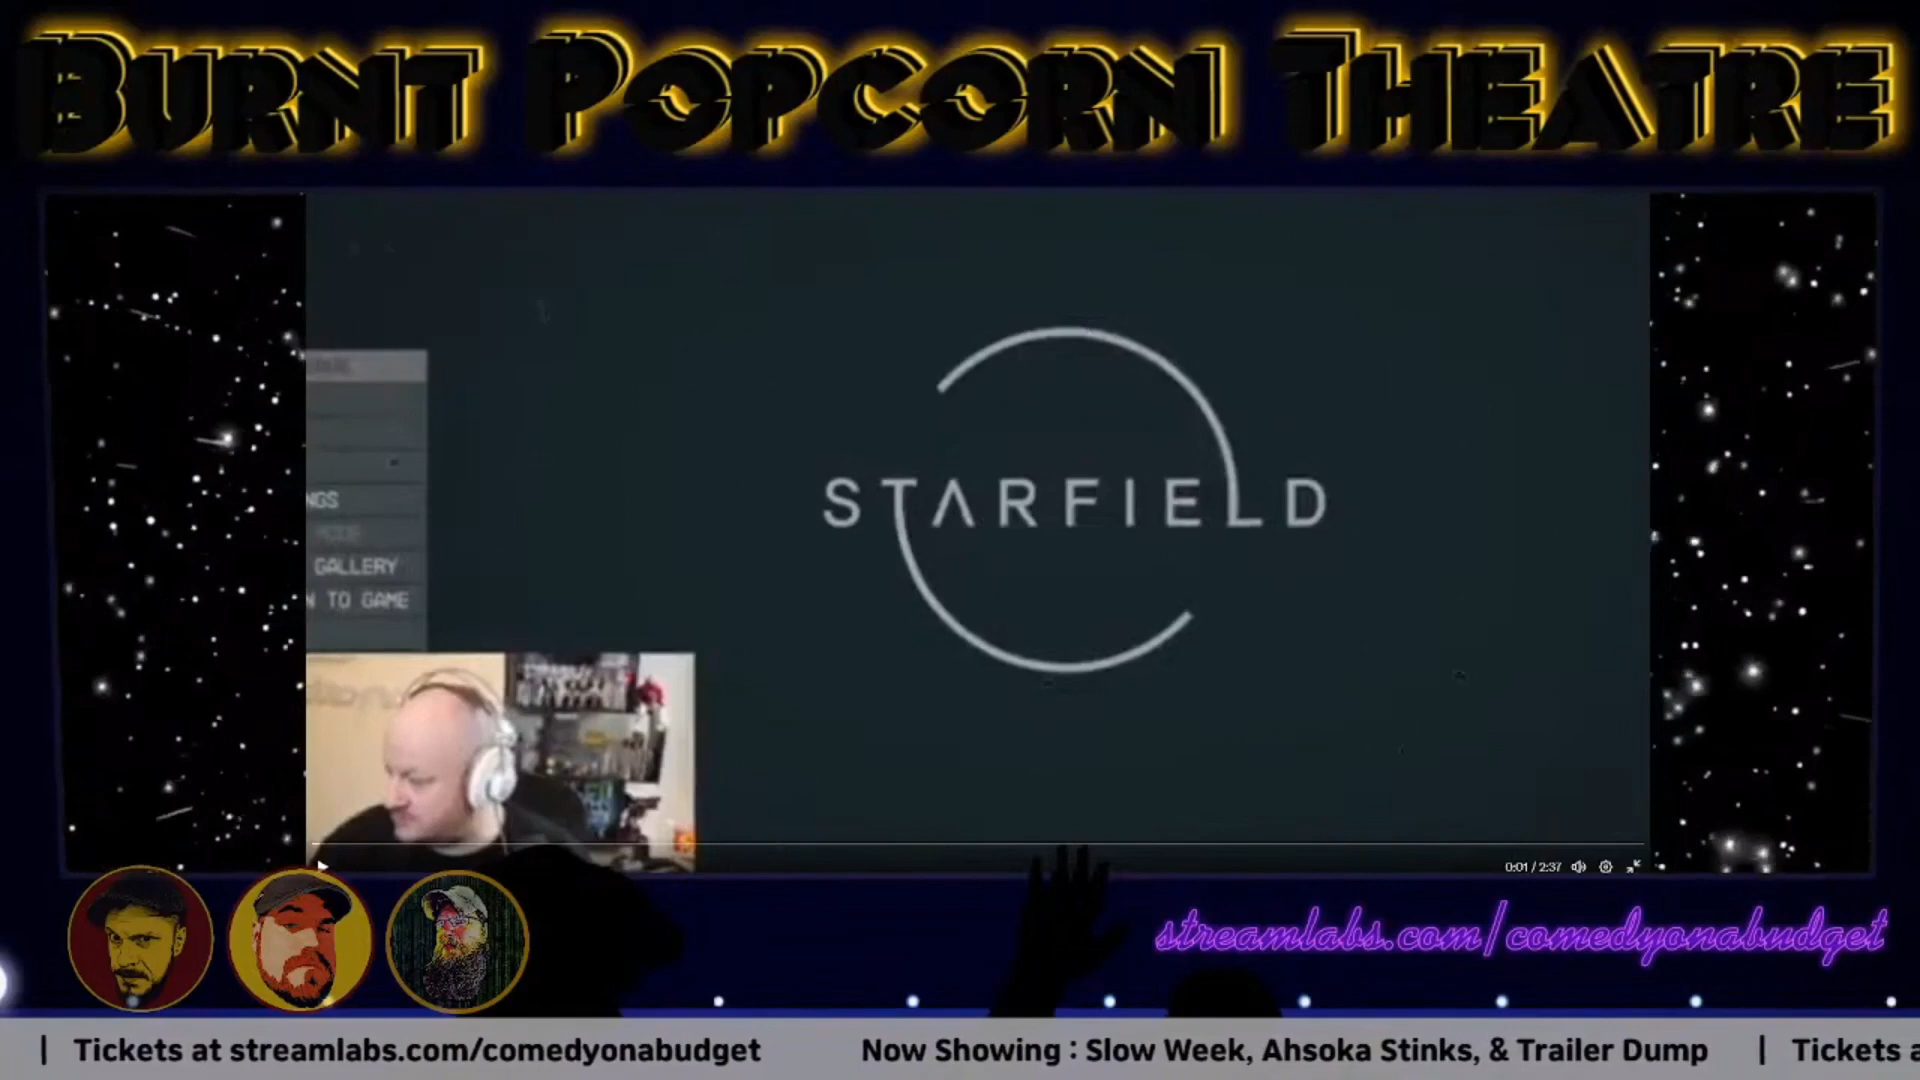 BURNT POPCORN THEATRE
STARFIELD
NGS
GALLERY
N TO GAME
0:01 / 2:37
streamlabs.com/comedyonabudget
| Tickets at streamlabs.com/comedyonabudget Now Showing : Slow Week, Ahsoka Stinks, & Trailer Dump | Tickets a